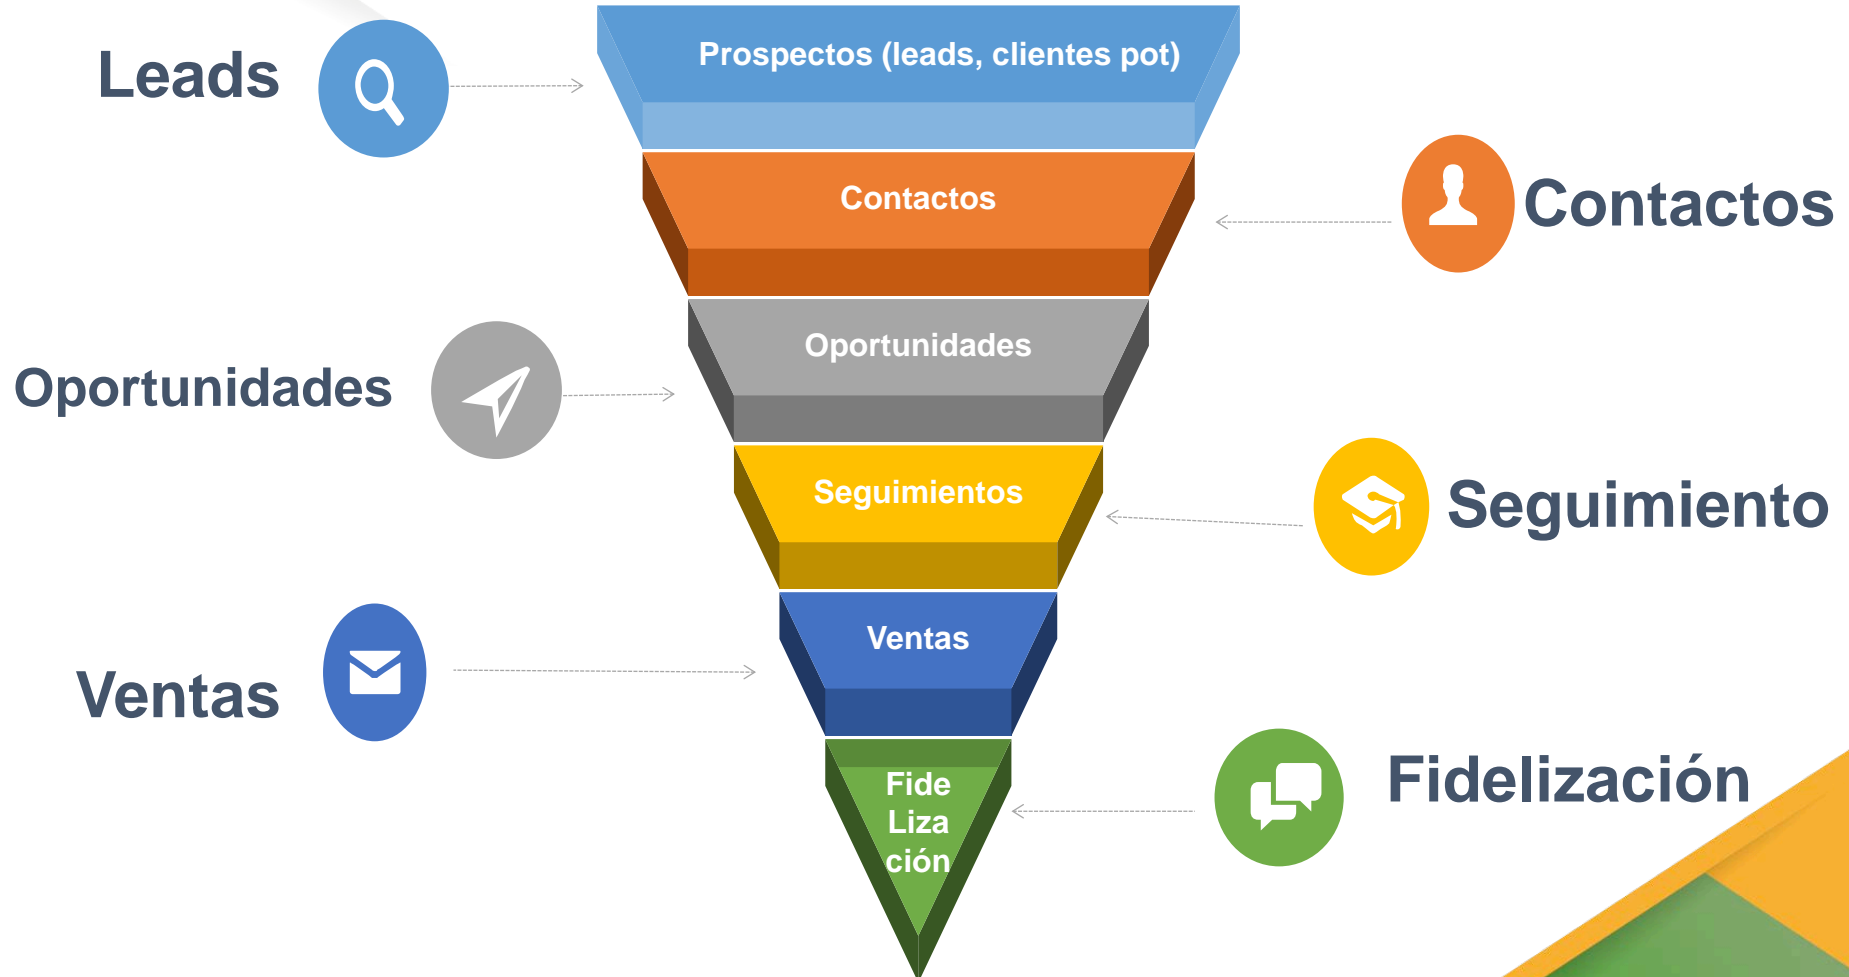 Prospectos (leads, clientes pot)
Leads
Contactos
Contactos
Oportunidades
Oportunidades
Seguimientos
Seguimiento
Ventas
Ventas
Fidelización
Fide
Liza
ción